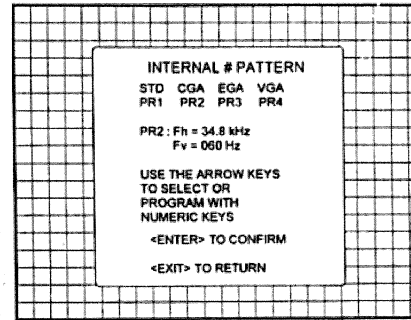 INTERNAL # PATTERN
STD CGA EGA VGA
PR1 PR2 PR3 PR4
PR2 : Fh = 34.8 kHz
Fv = 060 Hz
USE THE ARROW KEYS
TO SELECT OR
PROGRAM WITH
NUMERIC KEYS
<ENTER> TO CONFIRM
<EXIT> TO RETURN